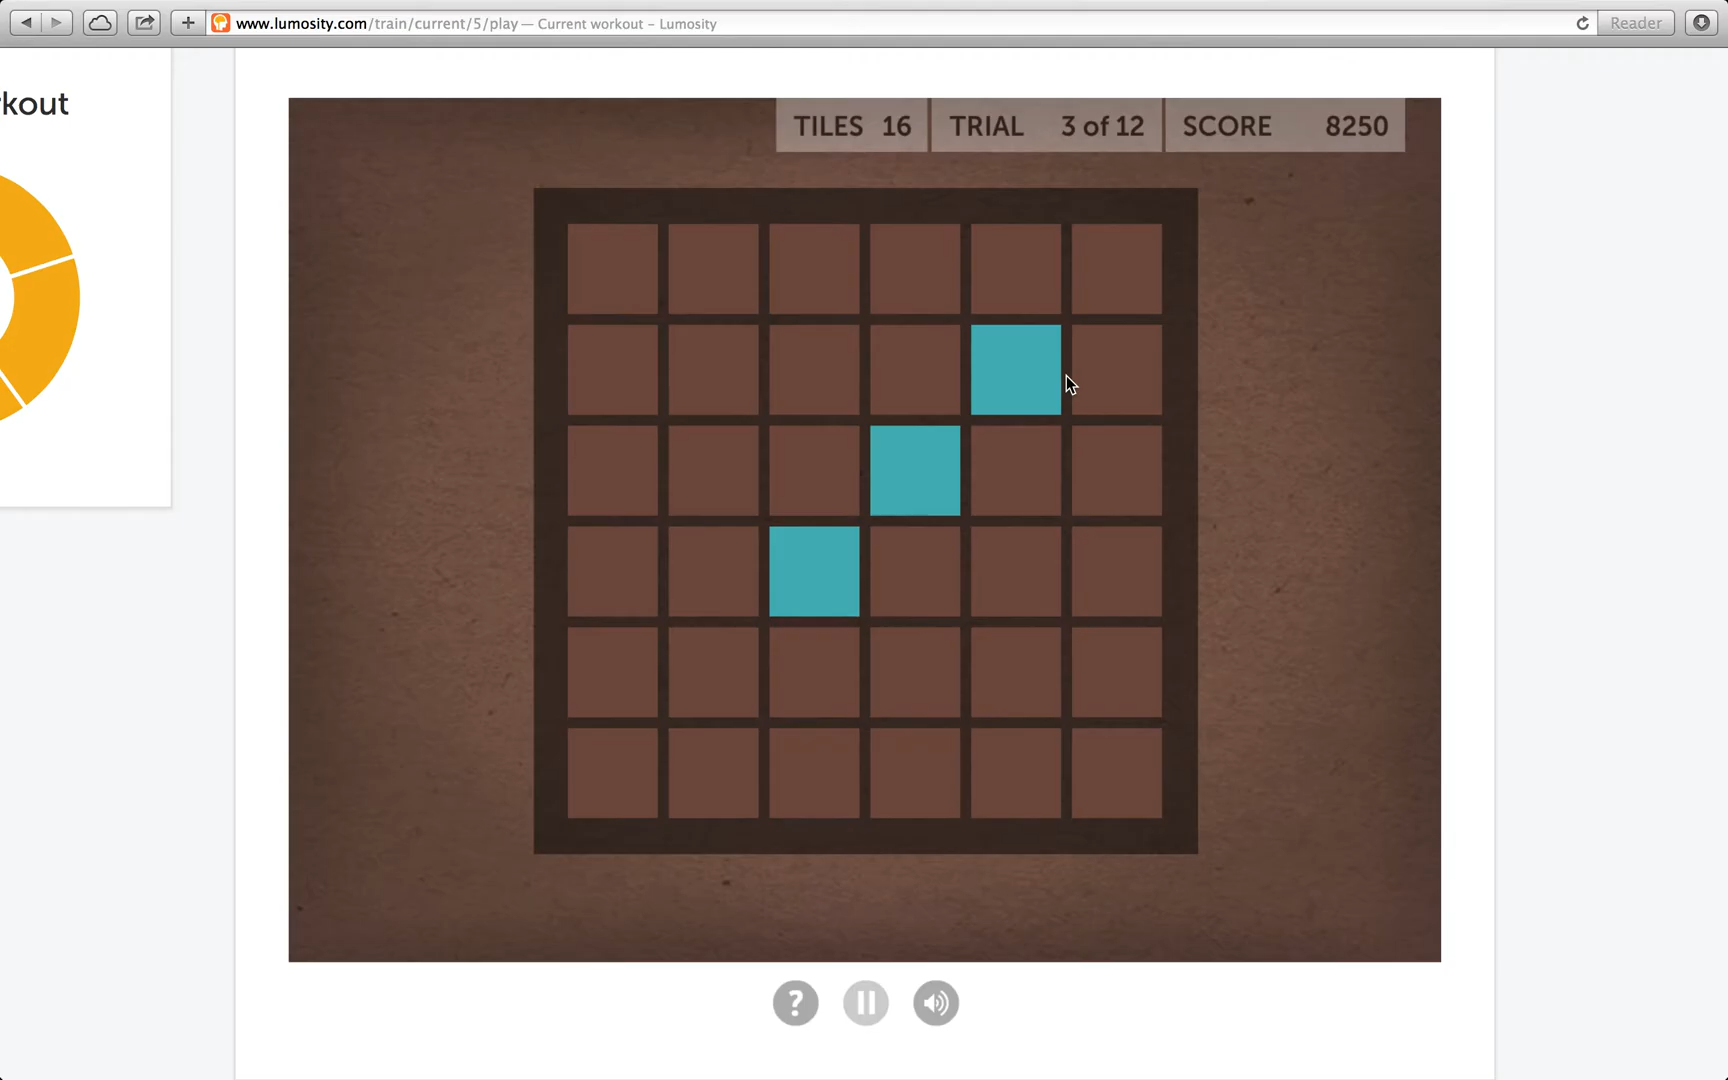 www.lumosity.com/train/current/5/play — Current workout – Lumosity
Reader
rkout
TILES 16
TRIAL 3 of 12
SCORE 8250
?